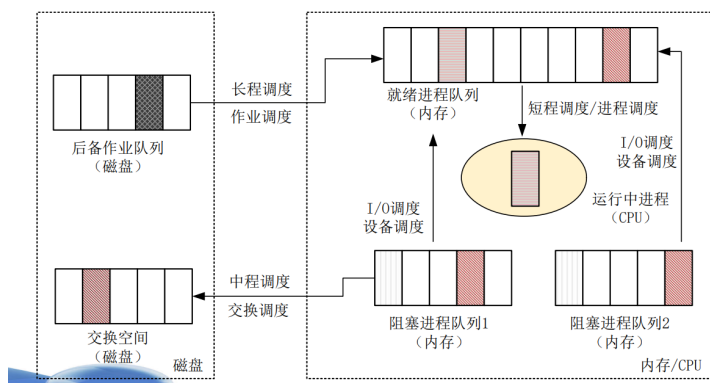 长程调度
作业调度
后备作业队列
（磁盘）
就绪进程队列
（内存）
短程调度/进程调度
I/O调度
设备调度
运行中进程
（CPU）
I/O调度
设备调度
中程调度
交换调度
交换空间
（磁盘）
磁盘
阻塞进程队列1
（内存）
阻塞进程队列2
（内存）
内存/CPU